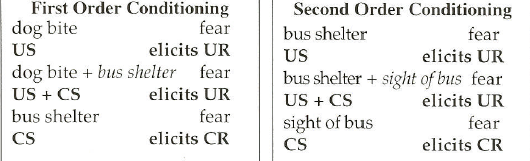 First Order Conditioning
dog bite fear
US elicits UR
dog bite + bus shelter fear
US + CS elicits UR
bus shelter fear
CS elicits CR
Second Order Conditioning
bus shelter fear
US elicits UR
bus shelter + sight of bus fear
US + CS elicits UR
sight of bus fear
CS elicits CR